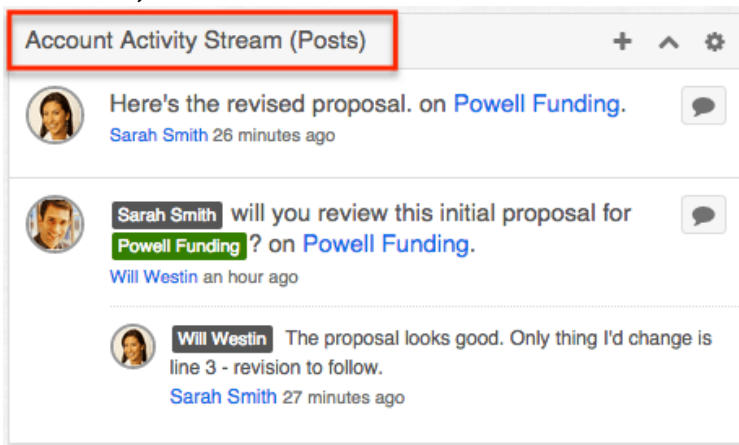 Account Activity Stream (Posts)
Here's the revised proposal. on Powell Funding.
Sarah Smith 26 minutes ago
Sarah Smith will you review this initial proposal for
Powell Funding ? on Powell Funding.
Will Westin an hour ago
Will Westin The proposal looks good. Only thing I'd change is
line 3 - revision to follow.
Sarah Smith 27 minutes ago